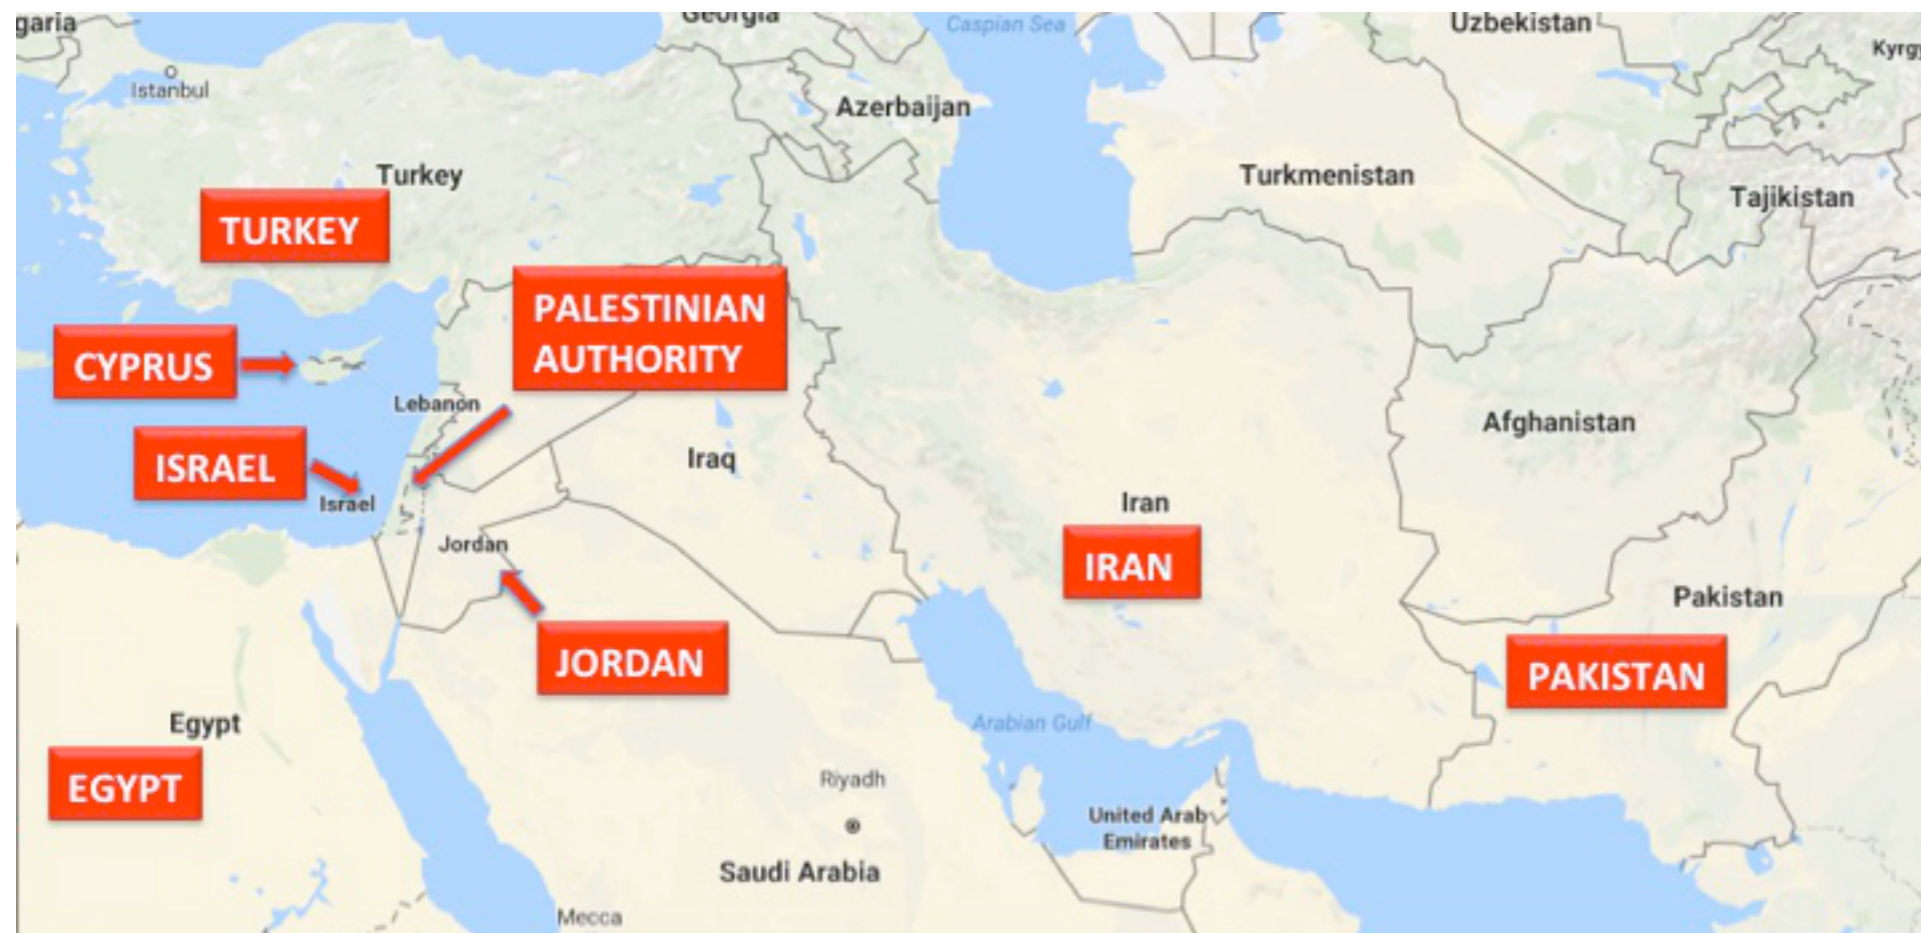 garia
Georgia
Caspian Sea
Uzbekistan
Kyrgy
Istanbul
Azerbaijan
Turkey
Turkmenistan
Tajikistan
TURKEY
PALESTINIAN
AUTHORITY
CYPRUS
Lebanon
Afghanistan
ISRAEL
Iraq
Israel
Iran
Jordan
IRAN
Pakistan
JORDAN
PAKISTAN
Egypt
Arabian Gulf
EGYPT
Riyadh
United Arab
Emirates
Saudi Arabia
Mecca